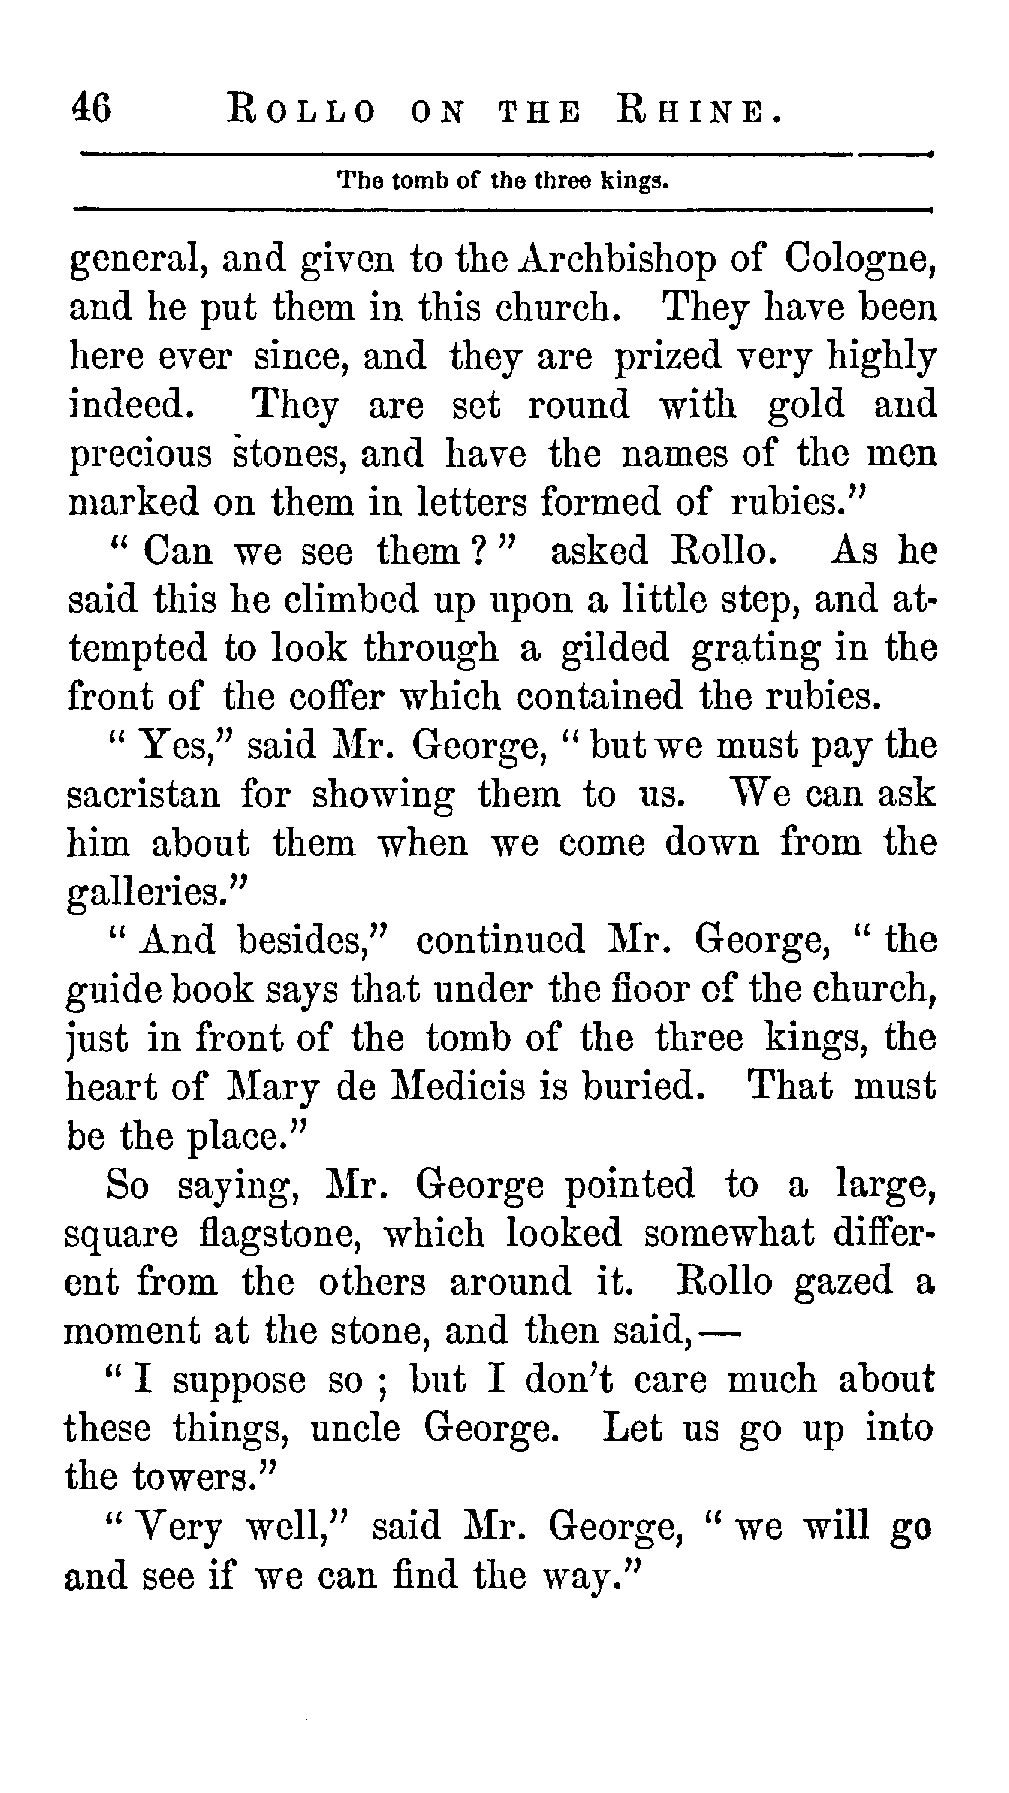 46 ROLLO ON THE RHINE.
The tomb of the three kings.
general, and given to the Archbishop of Cologne,
and he put them in this church. They have been
here ever since, and they are prized very highly
indeed. They are set round with gold and
precious stones, and have the names of the men
marked on them in letters formed of rubies.”
“ Can we see them ? ” asked Rollo. As he
said this he climbed up upon a little step, and at-
tempted to look through a gilded grating in the
front of the coffer which contained the rubies.
“ Yes,” said Mr. George, “ but we must pay the
sacristan for showing them to us. We can ask
him about them when we come down from the
galleries.”
“ And besides,” continued Mr. George, “ the
guide book says that under the floor of the church,
just in front of the tomb of the three kings, the
heart of Mary de Medicis is buried. That must
be the place.”
So saying, Mr. George pointed to a large,
square flagstone, which looked somewhat differ-
ent from the others around it. Rollo gazed a
moment at the stone, and then said,—
“ I suppose so ; but I don’t care much about
these things, uncle George. Let us go up into
the towers.”
“ Very well,” said Mr. George, “ we will go
and see if we can find the way.”